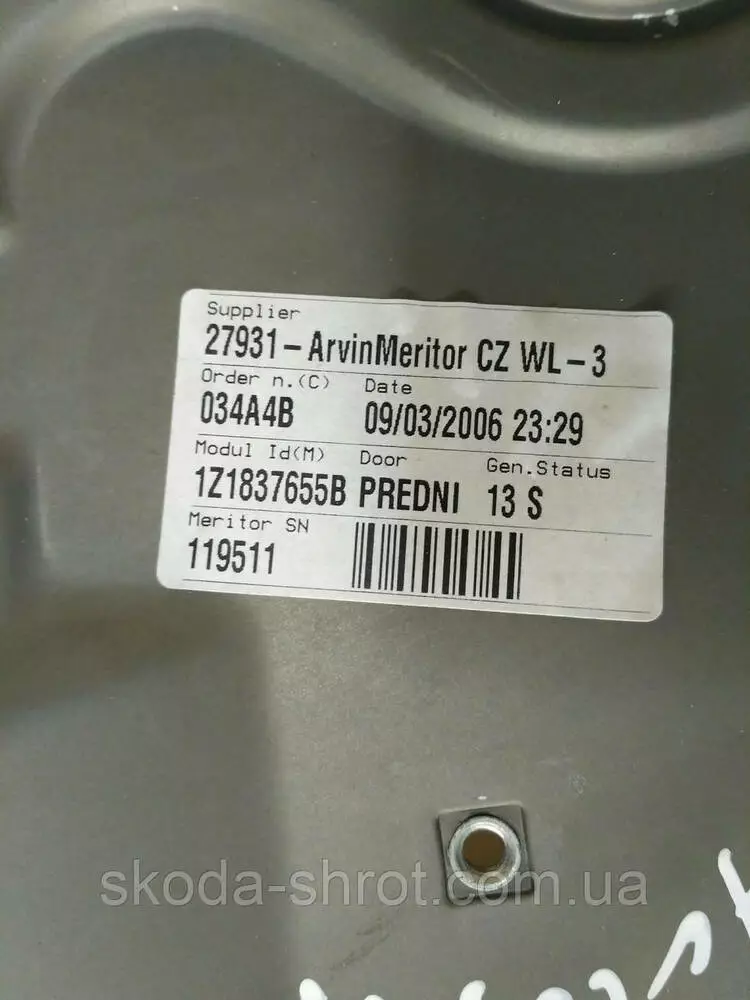 Supplier
27931-ArvinMeritor CZ WL-3
Order n.(C) Date
034A4B 09/03/2006 23:29
Modul Id(M) Door Gen.Status
1Z1837655B PREDNI 13 S
Meritor SN
119511
skoda-shrot.com.ua